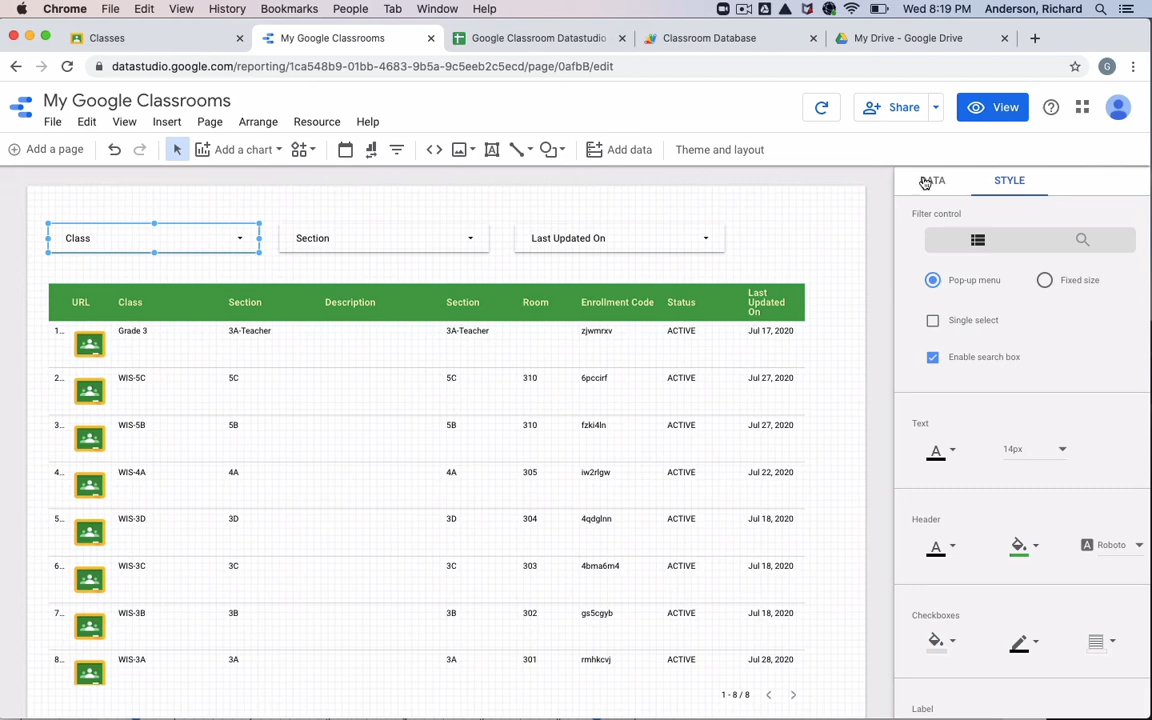 Chrome File Edit View History Bookmarks People Tab Window Help Wed 8:19 PM Anderson, Richard
Classes My Google Classrooms Google Classroom Datastudio Classroom Database My Drive - Google Drive
datastudio.google.com/reporting/1ca548b9-01bb-4683-9b5a-9c5eeb2c5ecd/page/0afbB/edit G
My Google Classrooms
File Edit View Insert Page Arrange Resource Help
Share View
Add a page Add a chart Add data Theme and layout
DATA STYLE
Class Section Last Updated On
Filter control
Pop-up menu Fixed size
Single select
Enable search box
Text
A 14px
Header
A A Roboto
Checkboxes
Label
URL Class Section Description Section Room Enrollment Code Status Last Updated On
1... Grade 3 3A-Teacher 3A-Teacher zjwmrxv ACTIVE Jul 17, 2020
2... WIS-5C 5C 5C 310 6pccirf ACTIVE Jul 27, 2020
3... WIS-5B 5B 5B 310 fzki4ln ACTIVE Jul 27, 2020
4... WIS-4A 4A 4A 305 iw2rlgw ACTIVE Jul 22, 2020
5... WIS-3D 3D 3D 304 4qdglnn ACTIVE Jul 18, 2020
6... WIS-3C 3C 3C 303 4bma6m4 ACTIVE Jul 18, 2020
7... WIS-3B 3B 3B 302 gs5cgyb ACTIVE Jul 18, 2020
8... WIS-3A 3A 3A 301 rmhkcvj ACTIVE Jul 28, 2020
1 - 8 / 8